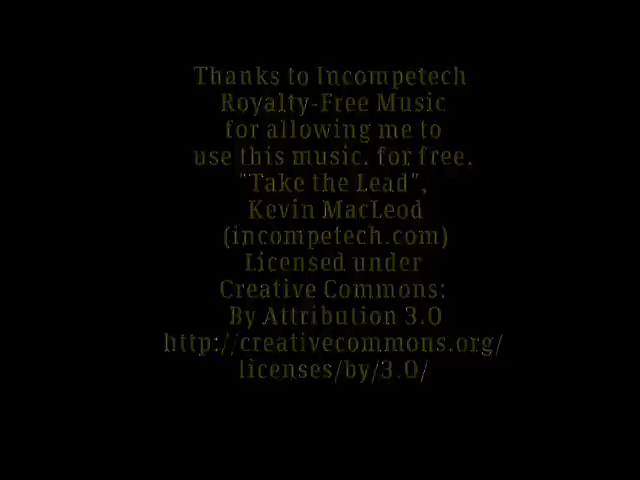 Thanks to Incompetech
Royalty-Free Music
for allowing me to
use this music, for free.
"Take the Lead",
Kevin MacLeod
(incompetech.com)
Licensed under
Creative Commons:
By Attribution 3.0
http://creativecommons.org/
licenses/by/3.0/